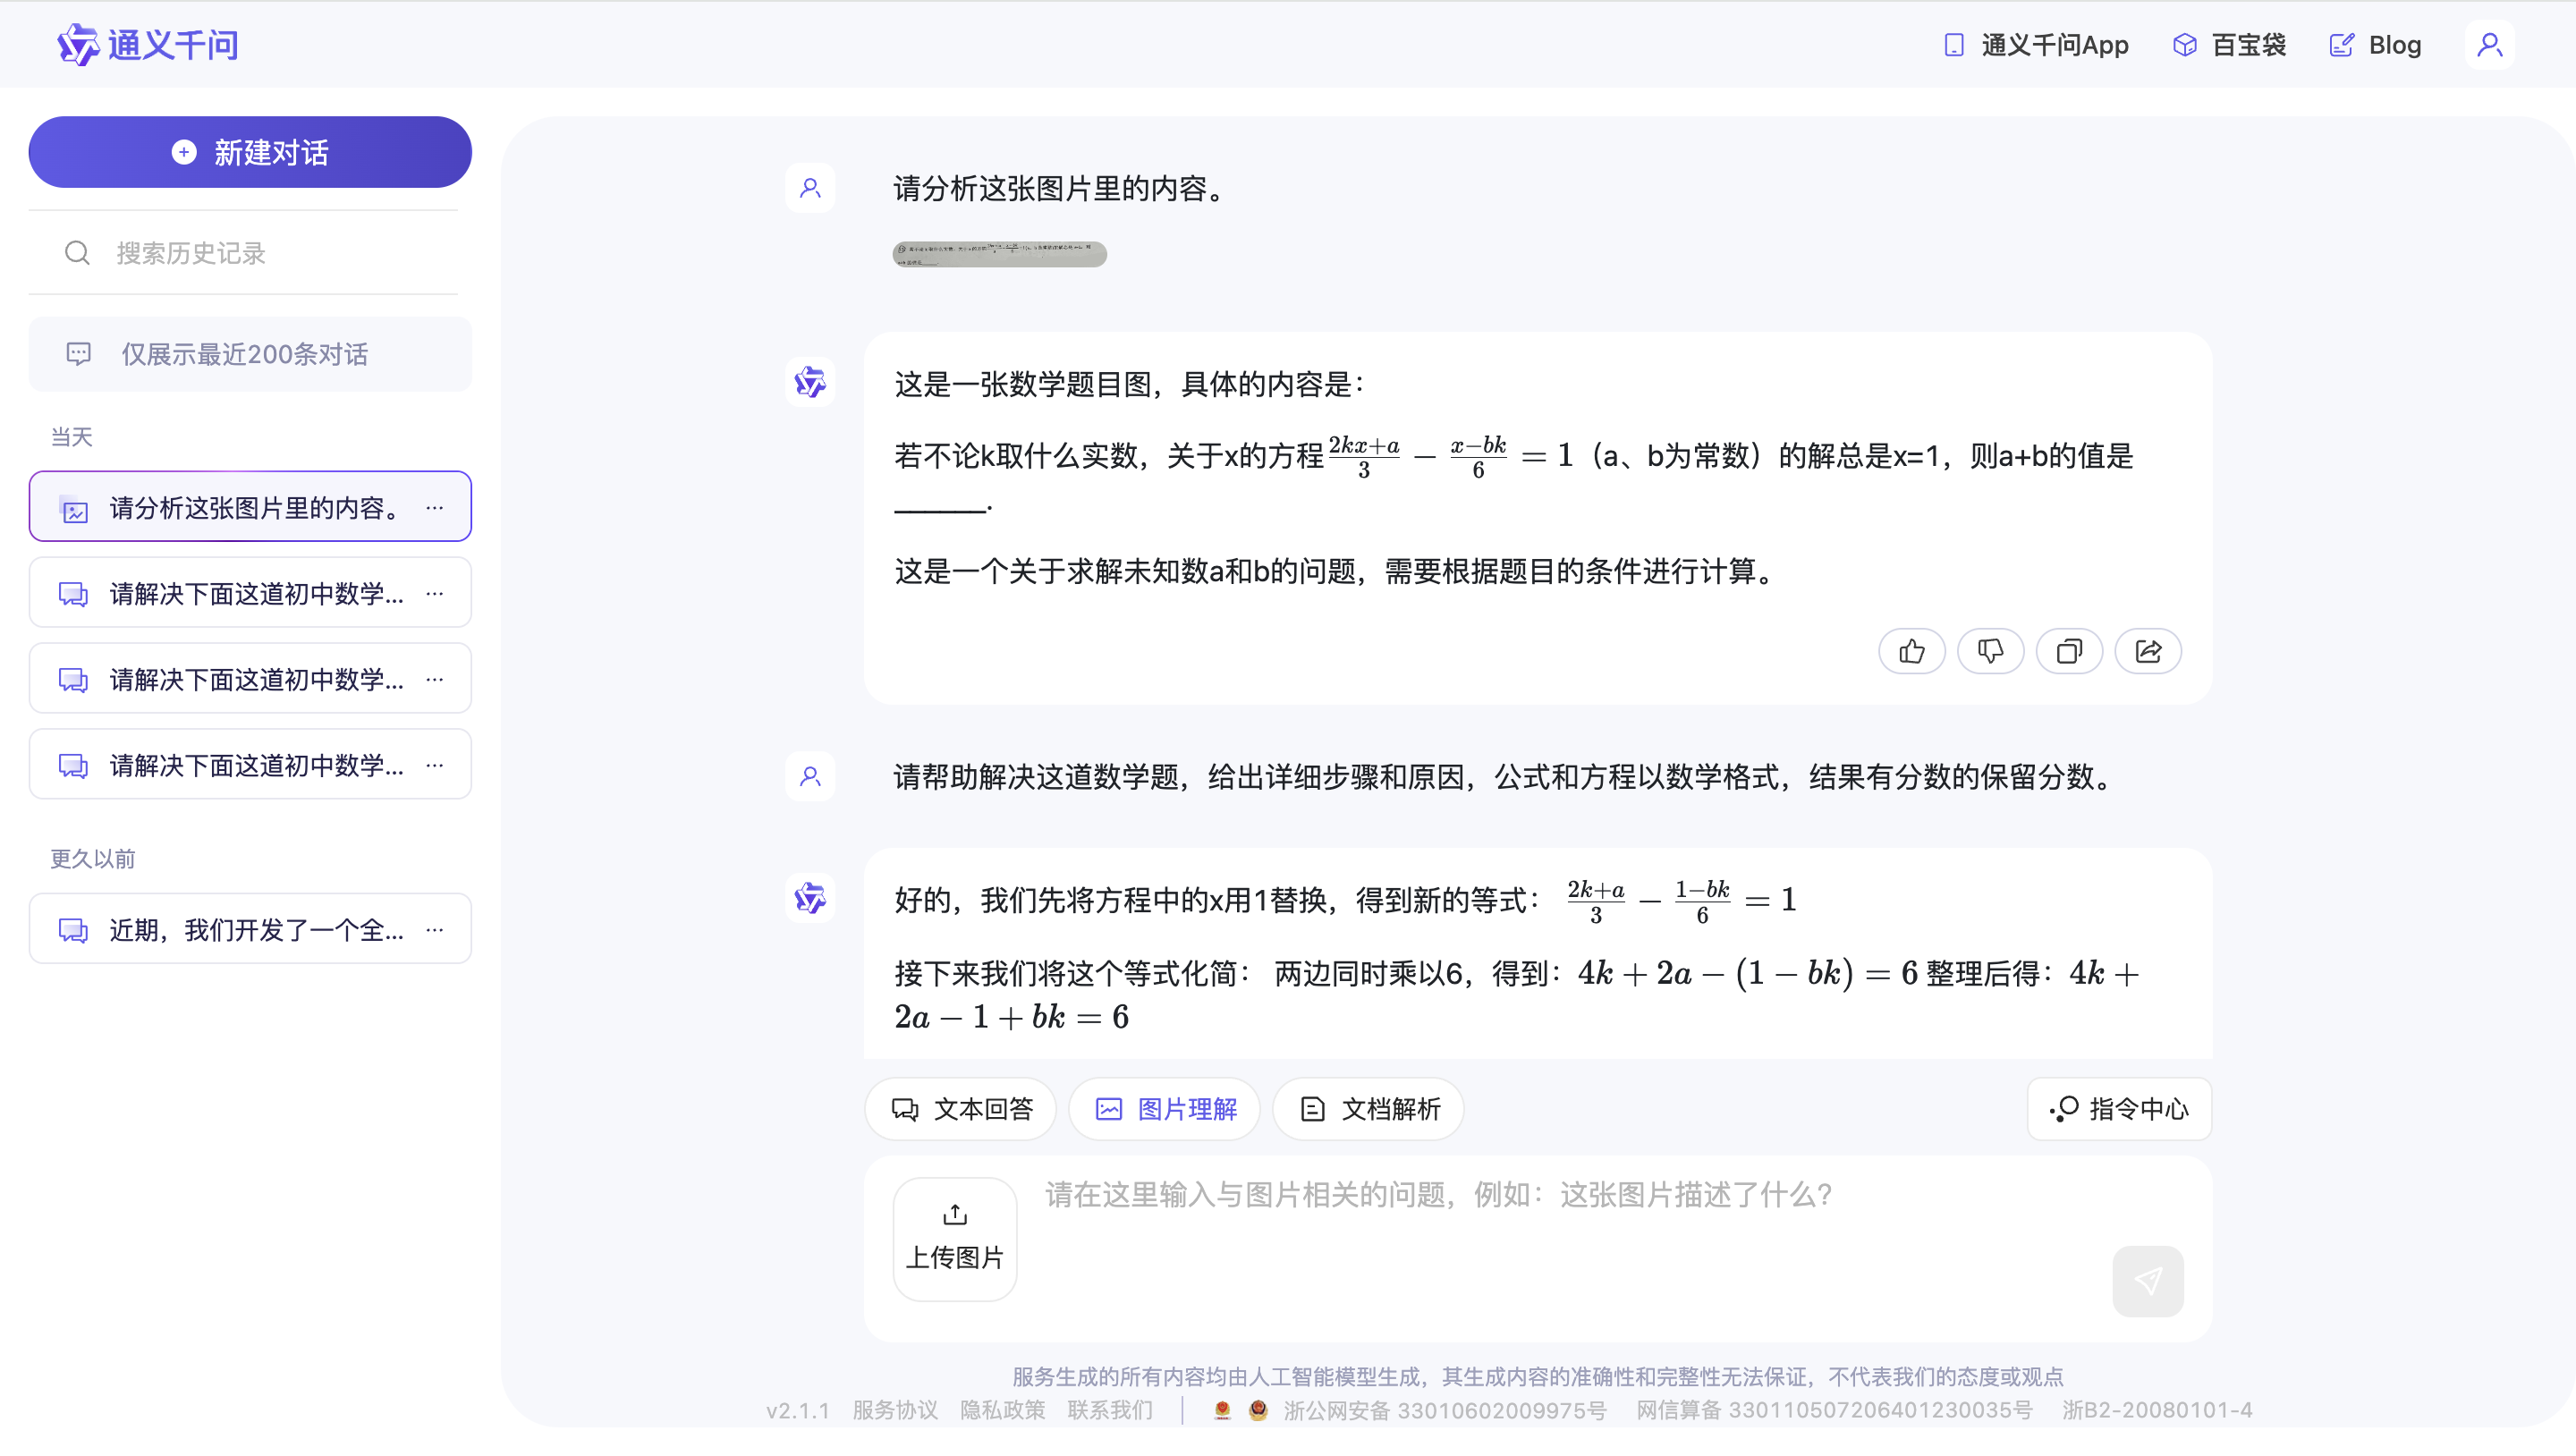 通义千问
通义千问App 百宝袋 Blog
新建对话
搜索历史记录
仅展示最近200条对话
当天
请分析这张图片里的内容。 ...
请解决下面这道初中数学... ...
请解决下面这道初中数学... ...
请解决下面这道初中数学... ...
更久以前
近期，我们开发了一个全... ...
请分析这张图片里的内容。
这是一张数学题目图，具体的内容是：
若不论k取什么实数，关于x的方程\frac{2kx+a}{3} − \frac{x−bk}{6} = 1（a、b为常数）的解总是x=1，则a+b的值是
______.
这是一个关于求解未知数a和b的问题，需要根据题目的条件进行计算。
请帮助解决这道数学题，给出详细步骤和原因，公式和方程以数学格式，结果有分数的保留分数。
好的，我们先将方程中的x用1替换，得到新的等式： \frac{2k+a}{3} − \frac{1−bk}{6} = 1
接下来我们将这个等式化简： 两边同时乘以6，得到：4k + 2a − (1 − bk) = 6 整理后得：4k +
2a − 1 + bk = 6
文本回答 图片理解 文档解析 指令中心
上传图片
请在这里输入与图片相关的问题，例如：这张图片描述了什么?
服务生成的所有内容均由人工智能模型生成，其生成内容的准确性和完整性无法保证，不代表我们的态度或观点
v2.1.1 服务协议 隐私政策 联系我们 浙公网安备 33010602009975号 网信算备 330110507206401230035号 浙B2-20080101-4